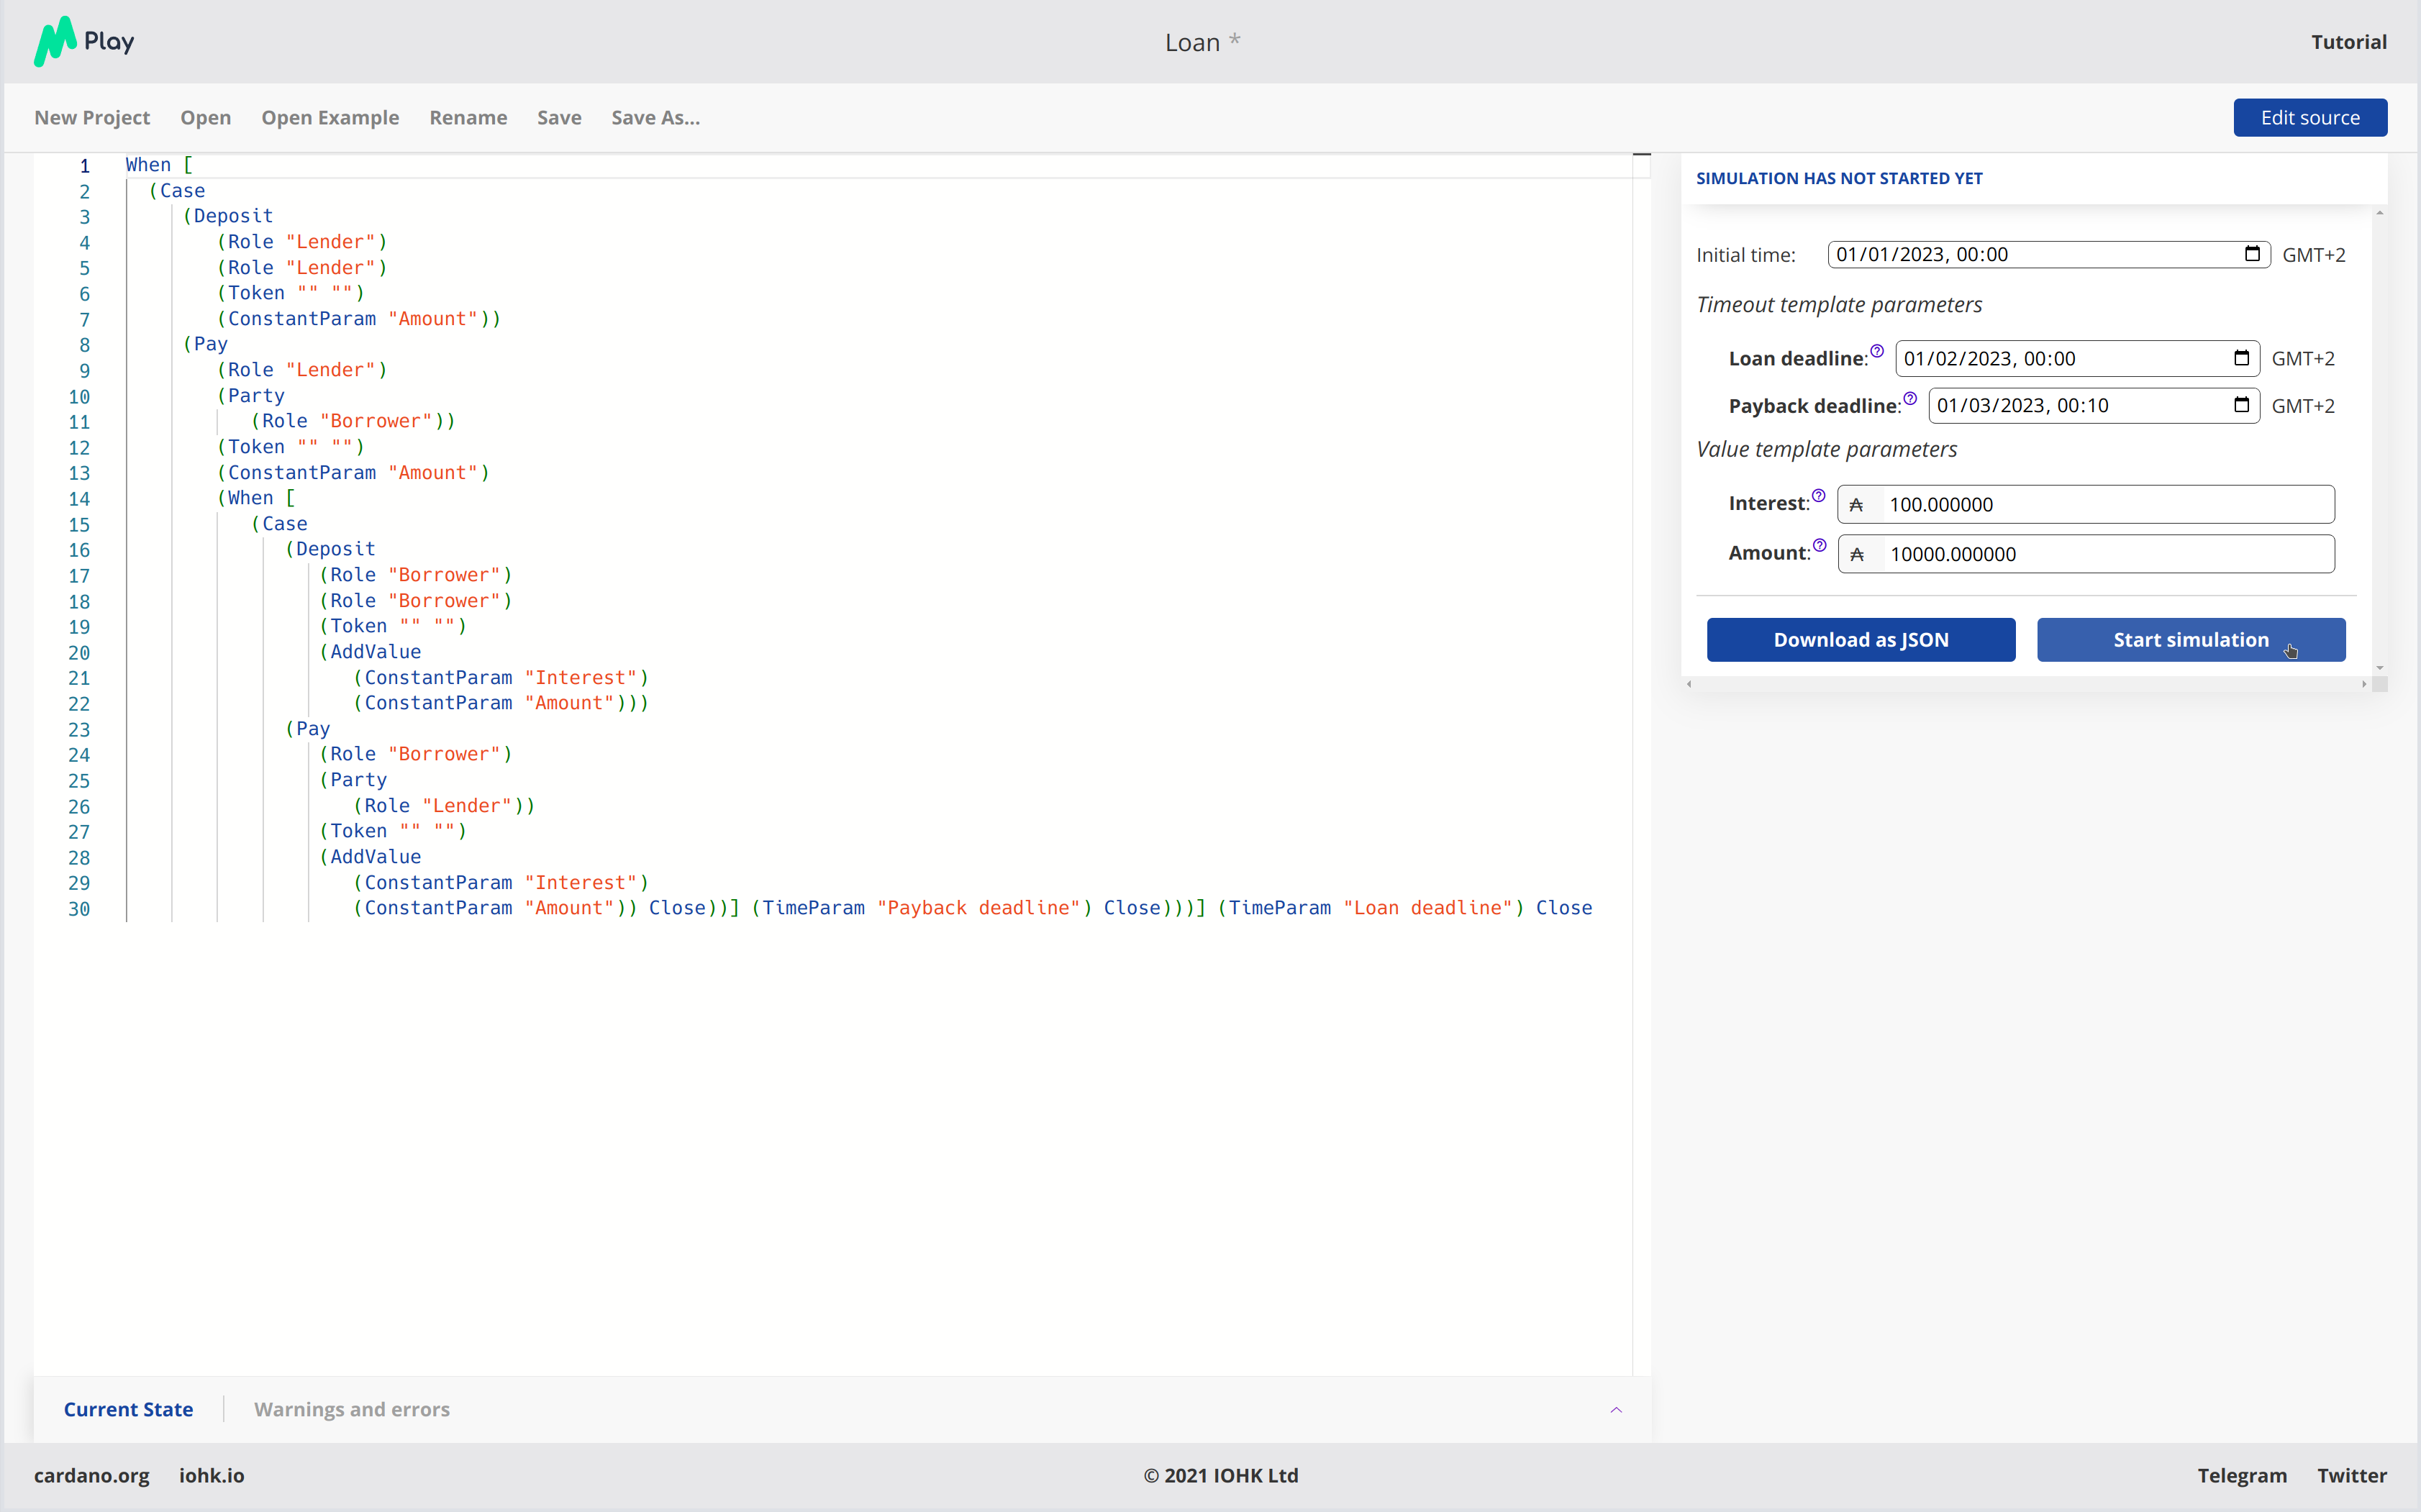 Play
Loan *
Tutorial
New Project Open Open Example Rename Save Save As... Edit source
1 When [
2 (Case
3 (Deposit
4 (Role "Lender")
5 (Role "Lender")
6 (Token "" "")
7 (ConstantParam "Amount"))
8 (Pay
9 (Role "Lender")
10 (Party
11 (Role "Borrower"))
12 (Token "" "")
13 (ConstantParam "Amount")
14 (When [
15 (Case
16 (Deposit
17 (Role "Borrower")
18 (Role "Borrower")
19 (Token "" "")
20 (AddValue
21 (ConstantParam "Interest")
22 (ConstantParam "Amount")))
23 (Pay
24 (Role "Borrower")
25 (Party
26 (Role "Lender"))
27 (Token "" "")
28 (AddValue
29 (ConstantParam "Interest")
30 (ConstantParam "Amount")) Close))] (TimeParam "Payback deadline") Close)))] (TimeParam "Loan deadline") Close
SIMULATION HAS NOT STARTED YET
Initial time: 01/01/2023, 00:00 GMT+2
Timeout template parameters
Loan deadline: 01/02/2023, 00:00 GMT+2
Payback deadline: 01/03/2023, 00:10 GMT+2
Value template parameters
Interest: ₳ 100.000000
Amount: ₳ 10000.000000
Download as JSON Start simulation
Current State Warnings and errors
cardano.org iohk.io © 2021 IOHK Ltd Telegram Twitter